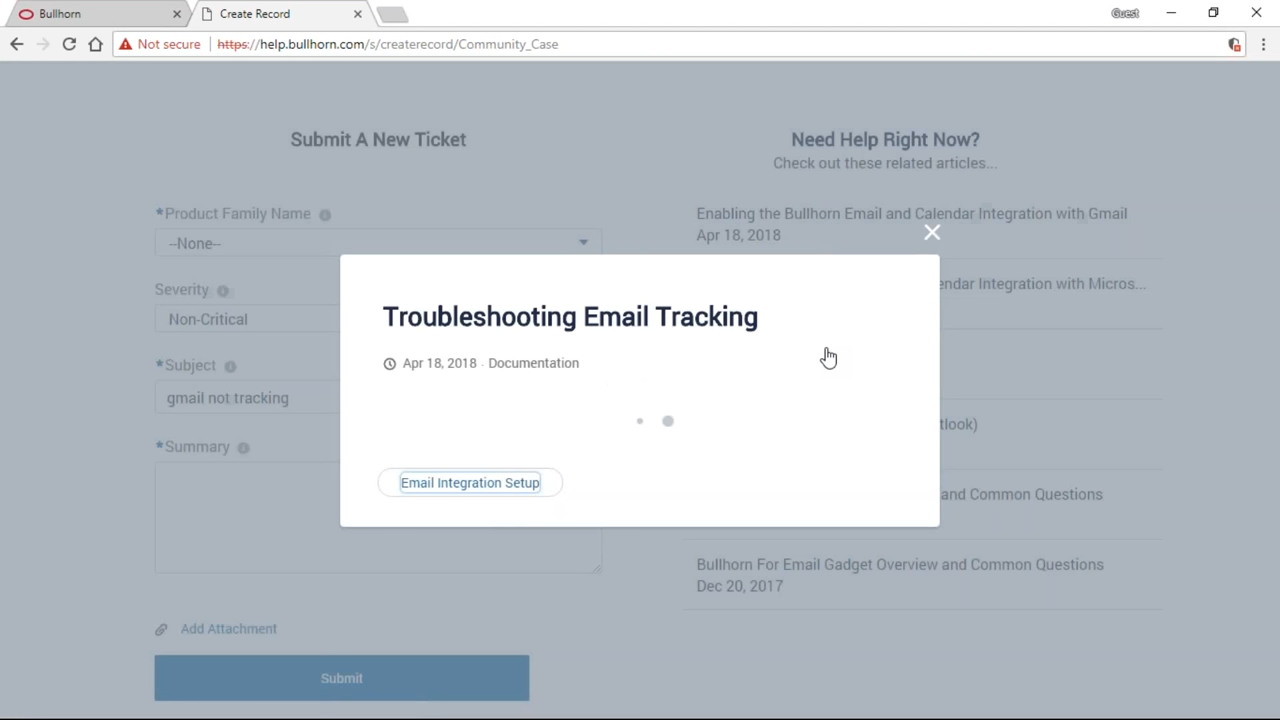 Bullhorn
Create Record
Guest
Not secure
https://help.bullhorn.com/s/createrecord/Community_Case
Submit A New Ticket
*Product Family Name
--None--
Severity
Non-Critical
*Subject
gmail not tracking
*Summary
Add Attachment
Submit
Need Help Right Now?
Check out these related articles...
Enabling the Bullhorn Email and Calendar Integration with Gmail
Apr 18, 2018
endar Integration with Micros...
tlook)
and Common Questions
Bullhorn For Email Gadget Overview and Common Questions
Dec 20, 2017
Troubleshooting Email Tracking
Apr 18, 2018 · Documentation
Email Integration Setup